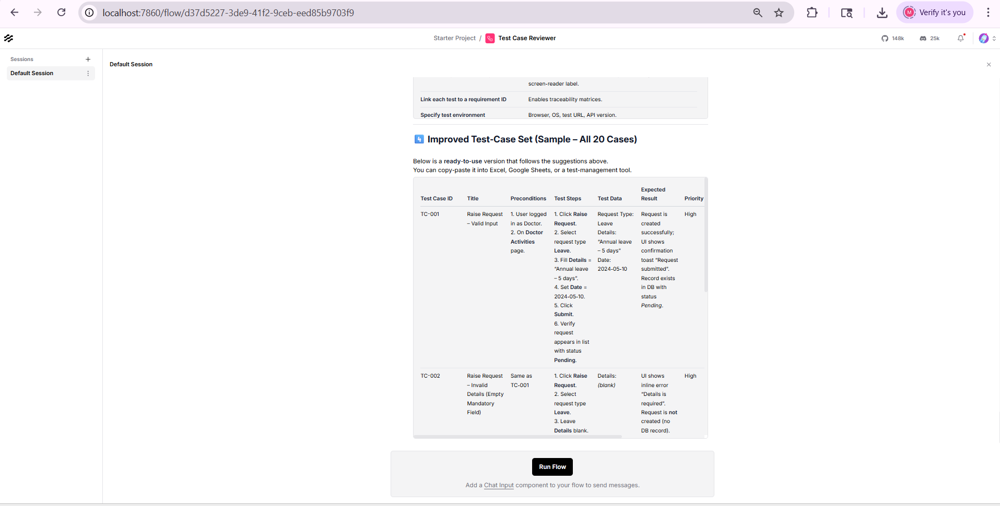 localhost:7860/flow/d37d5227-3de9-41f2-9ceb-eed85b9703f9
M Verify it's you
Starter Project / Test Case Reviewer
148k 25k
Sessions +
Default Session
Default Session
screen-reader label.
Link each test to a requirement ID Enables traceability matrices.
Specify test environment Browser, OS, test URL, API version.
4 Improved Test-Case Set (Sample – All 20 Cases)
Below is a ready-to-use version that follows the suggestions above.
You can copy-paste it into Excel, Google Sheets, or a test-management tool.
Test Case ID
Title
Preconditions
Test Steps
Test Data
Expected
Result
Priority
TC-001
Raise Request
– Valid Input
1. User logged
in as Doctor.
2. On Doctor
Activities
page.
1. Click Raise
Request.
2. Select
request type
Leave.
3. Fill Details =
“Annual leave
– 5 days”.
4. Set Date =
2024-05-10.
5. Click
Submit.
6. Verify
request
appears in list
with status
Pending.
Request Type:
Leave
Details:
“Annual leave
– 5 days”
Date:
2024-05-10
Request is
created
successfully;
UI shows
confirmation
toast “Request
submitted”.
Record exists
in DB with
status
Pending.
High
TC-002
Raise Request
– Invalid
Details (Empty
Mandatory
Field)
Same as
TC-001
1. Click Raise
Request.
2. Select
request type
Leave.
3. Leave
Details blank.
Details:
(blank)
UI shows
inline error
“Details is
required”.
Request is not
created (no
DB record).
High
Run Flow
Add a Chat Input component to your flow to send messages.